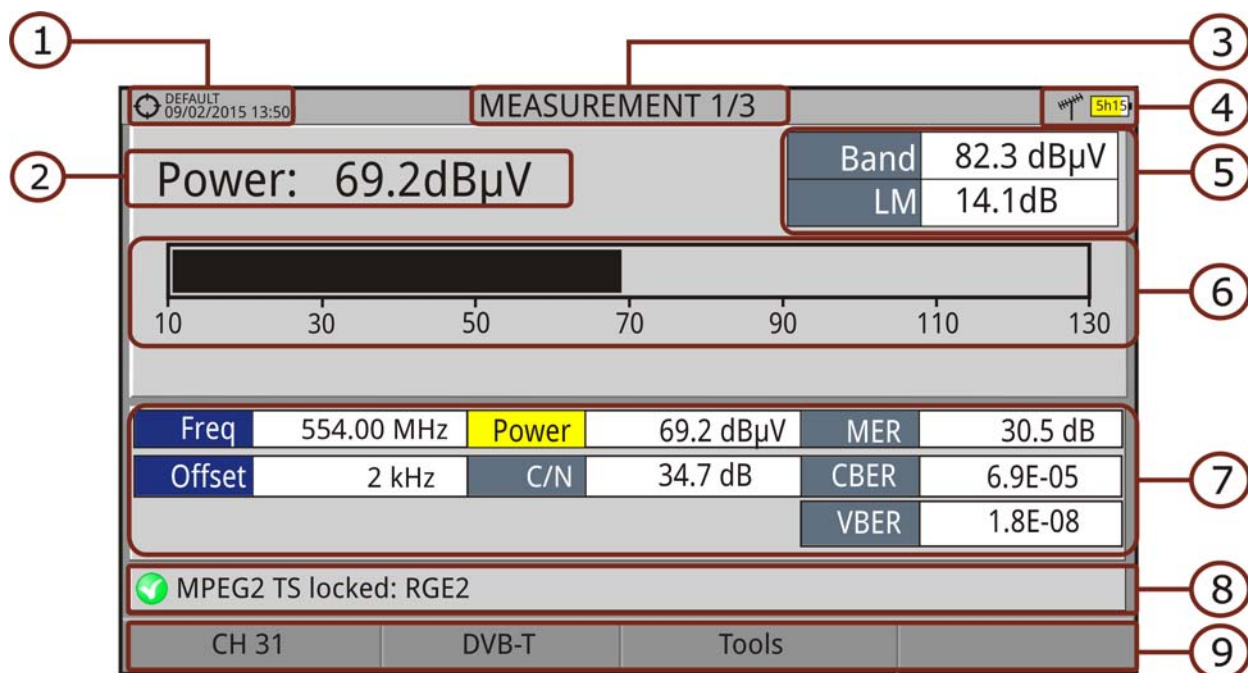 1
3
DEFAULT
09/02/2015 13:50
MEASUREMENT 1/3
5h15
4
2
Power: 69.2dBµV
Band 82.3 dBµV
LM 14.1dB
5
6
10 30 50 70 90 110 130
Freq 554.00 MHz Power 69.2 dBµV MER 30.5 dB
Offset 2 kHz C/N 34.7 dB CBER 6.9E-05
VBER 1.8E-08
7
MPEG2 TS locked: RGE2
8
CH 31 DVB-T Tools
9